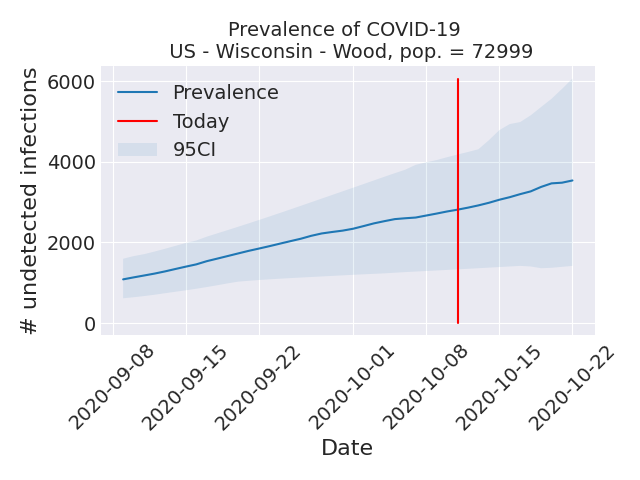 Prevalence of COVID-19
US - Wisconsin - Wood, pop. = 72999
# undetected infections
6000
4000
2000
0
Prevalence
Today
95CI
2020-09-08
2020-09-15
2020-09-22
2020-10-01
2020-10-08
2020-10-15
2020-10-22
Date